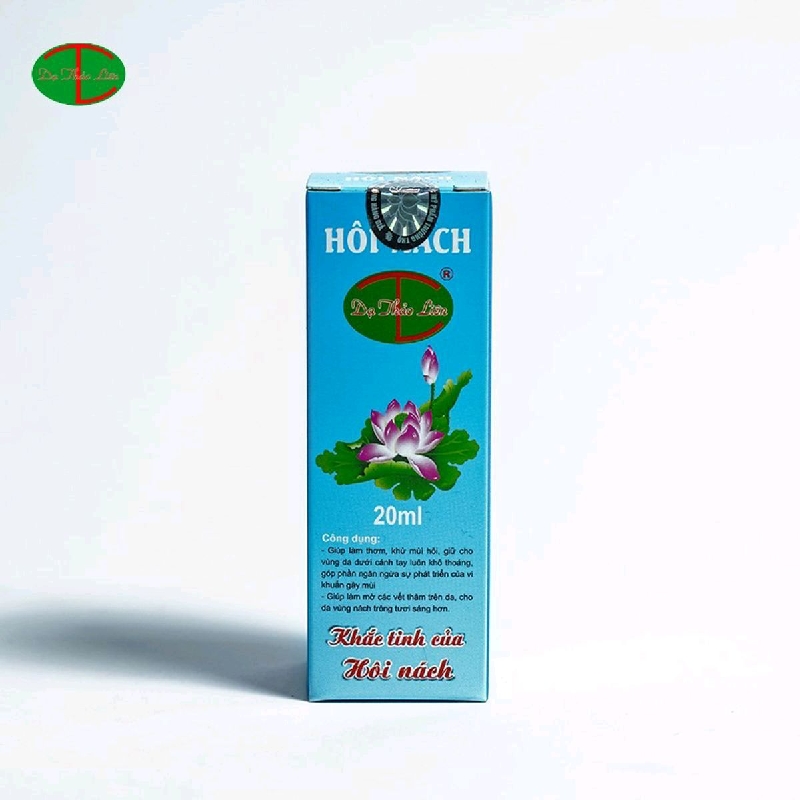 Dạ Thảo Liên
HÔI NÁCH
®
Dạ Thảo Liên
20ml
Công dụng:
- Giúp làm thơm, khử mùi hôi, giữ cho
vùng da dưới cánh tay luôn khô thoáng,
góp phần ngăn ngừa sự phát triển của vi
khuẩn gây mùi
- Giúp làm mờ các vết thâm trên da, cho
da vùng nách trắng tươi sáng hơn.
Khắc tinh của
Hôi nách